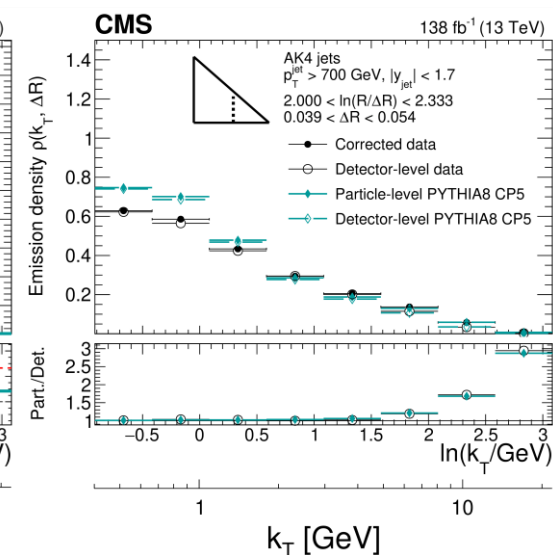 )
CMS
138 fb⁻¹ (13 TeV)
AK4 jets
p_T^jet > 700 GeV, |y_jet| < 1.7
2.000 < ln(R/ΔR) < 2.333
0.039 < ΔR < 0.054
Corrected data
Detector-level data
Particle-level PYTHIA8 CP5
Detector-level PYTHIA8 CP5
Emission density ρ(k_T, ΔR)
1.4
1.2
1
0.8
0.6
0.4
0.2
Part./Det.
3
2.5
2
1.5
1
3
)
−0.5 0 0.5 1 1.5 2 2.5 3
ln(k_T/GeV)
1 10
k_T [GeV]